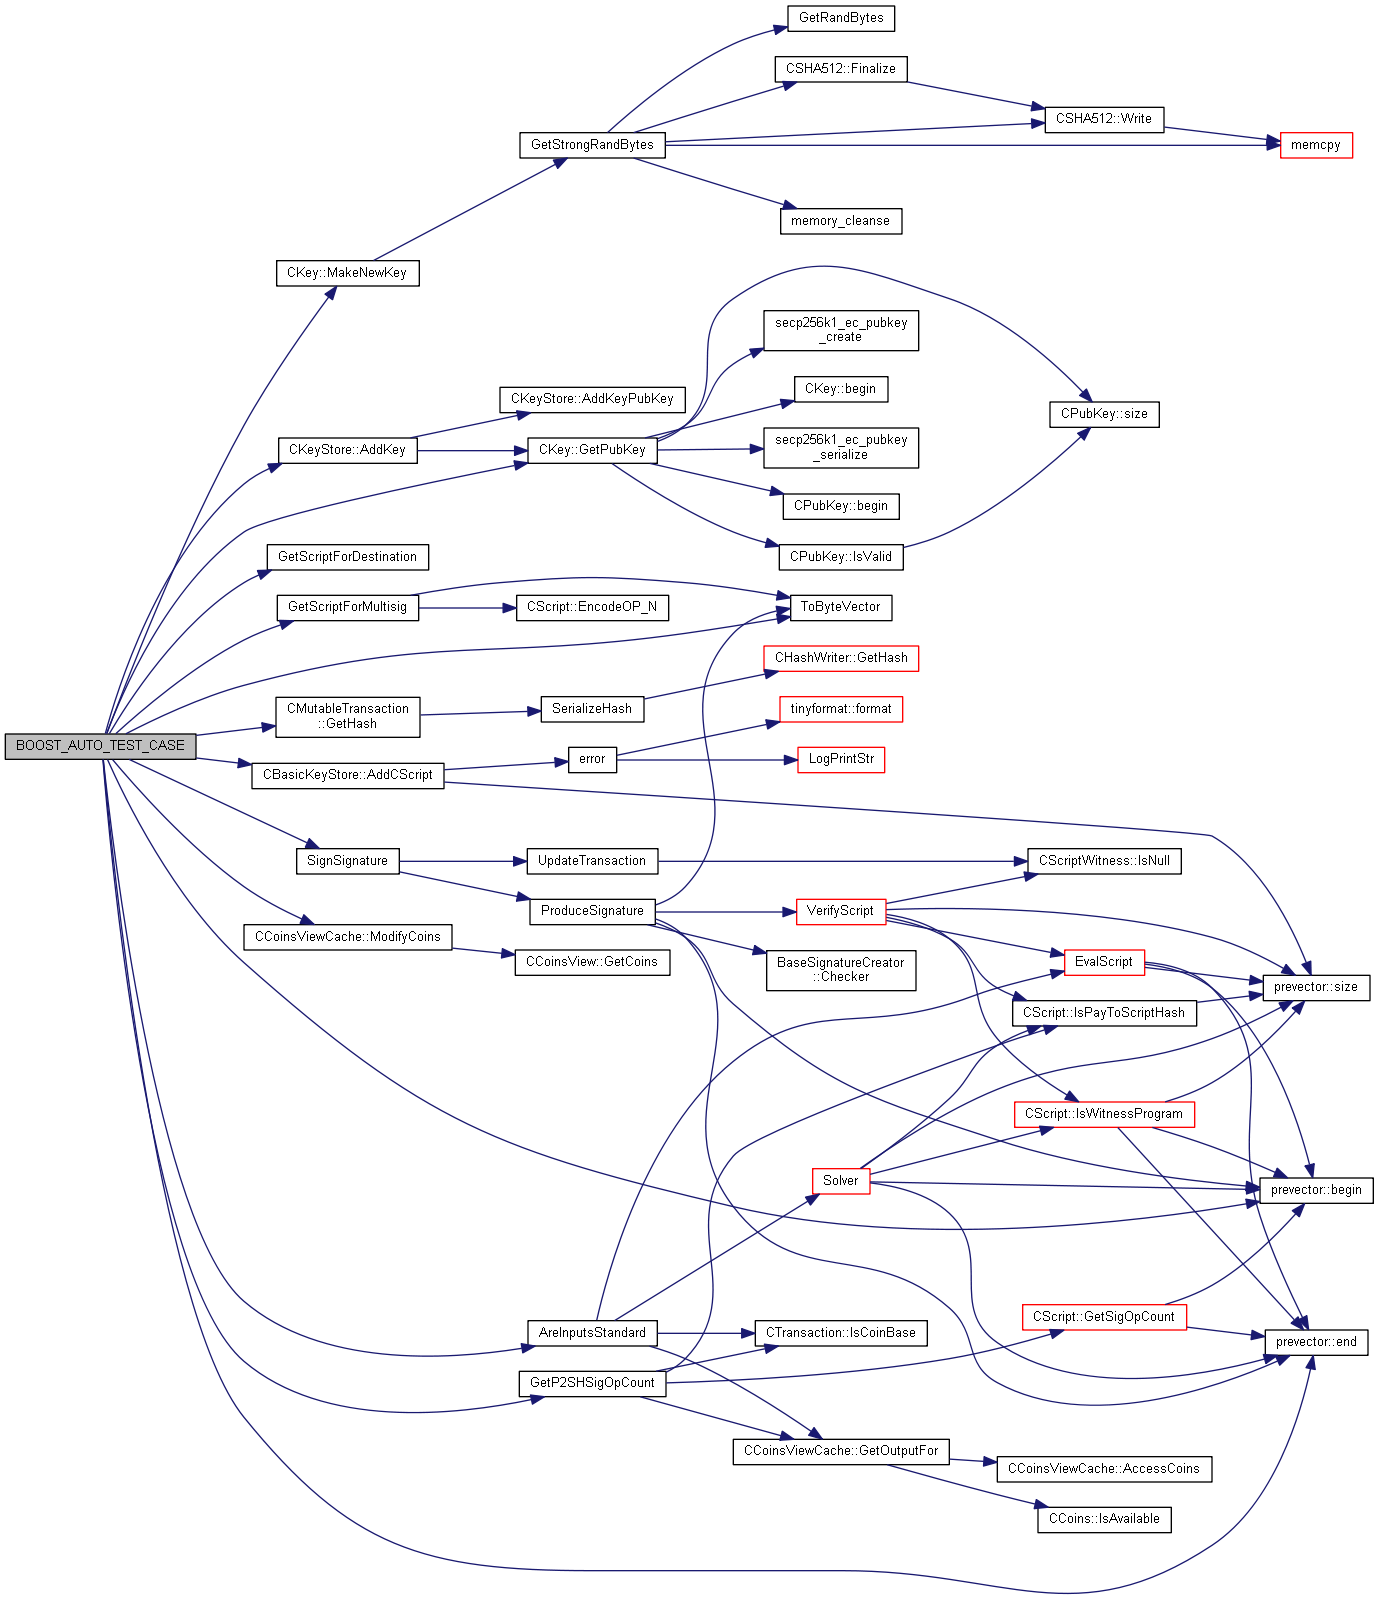 GetRandBytes
CSHA512::Finalize
CSHA512::Write
GetStrongRandBytes
memcpy
memory_cleanse
CKey::MakeNewKey
secp256k1_ec_pubkey
_create
CKey::begin
CKeyStore::AddKeyPubKey
CPubKey::size
CKeyStore::AddKey
CKey::GetPubKey
secp256k1_ec_pubkey
_serialize
CPubKey::begin
GetScriptForDestination
CPubKey::IsValid
GetScriptForMultisig
CScript::EncodeOP_N
ToByteVector
CHashWriter::GetHash
CMutableTransaction
::GetHash
SerializeHash
tinyformat::format
BOOST_AUTO_TEST_CASE
CBasicKeyStore::AddCScript
error
LogPrintStr
SignSignature
UpdateTransaction
CScriptWitness::IsNull
ProduceSignature
VerifyScript
CCoinsViewCache::ModifyCoins
CCoinsView::GetCoins
BaseSignatureCreator
::Checker
EvalScript
prevector::size
CScript::IsPayToScriptHash
CScript::IsWitnessProgram
Solver
prevector::begin
CScript::GetSigOpCount
AreInputsStandard
CTransaction::IsCoinBase
prevector::end
GetP2SHSigOpCount
CCoinsViewCache::GetOutputFor
CCoinsViewCache::AccessCoins
CCoins::IsAvailable